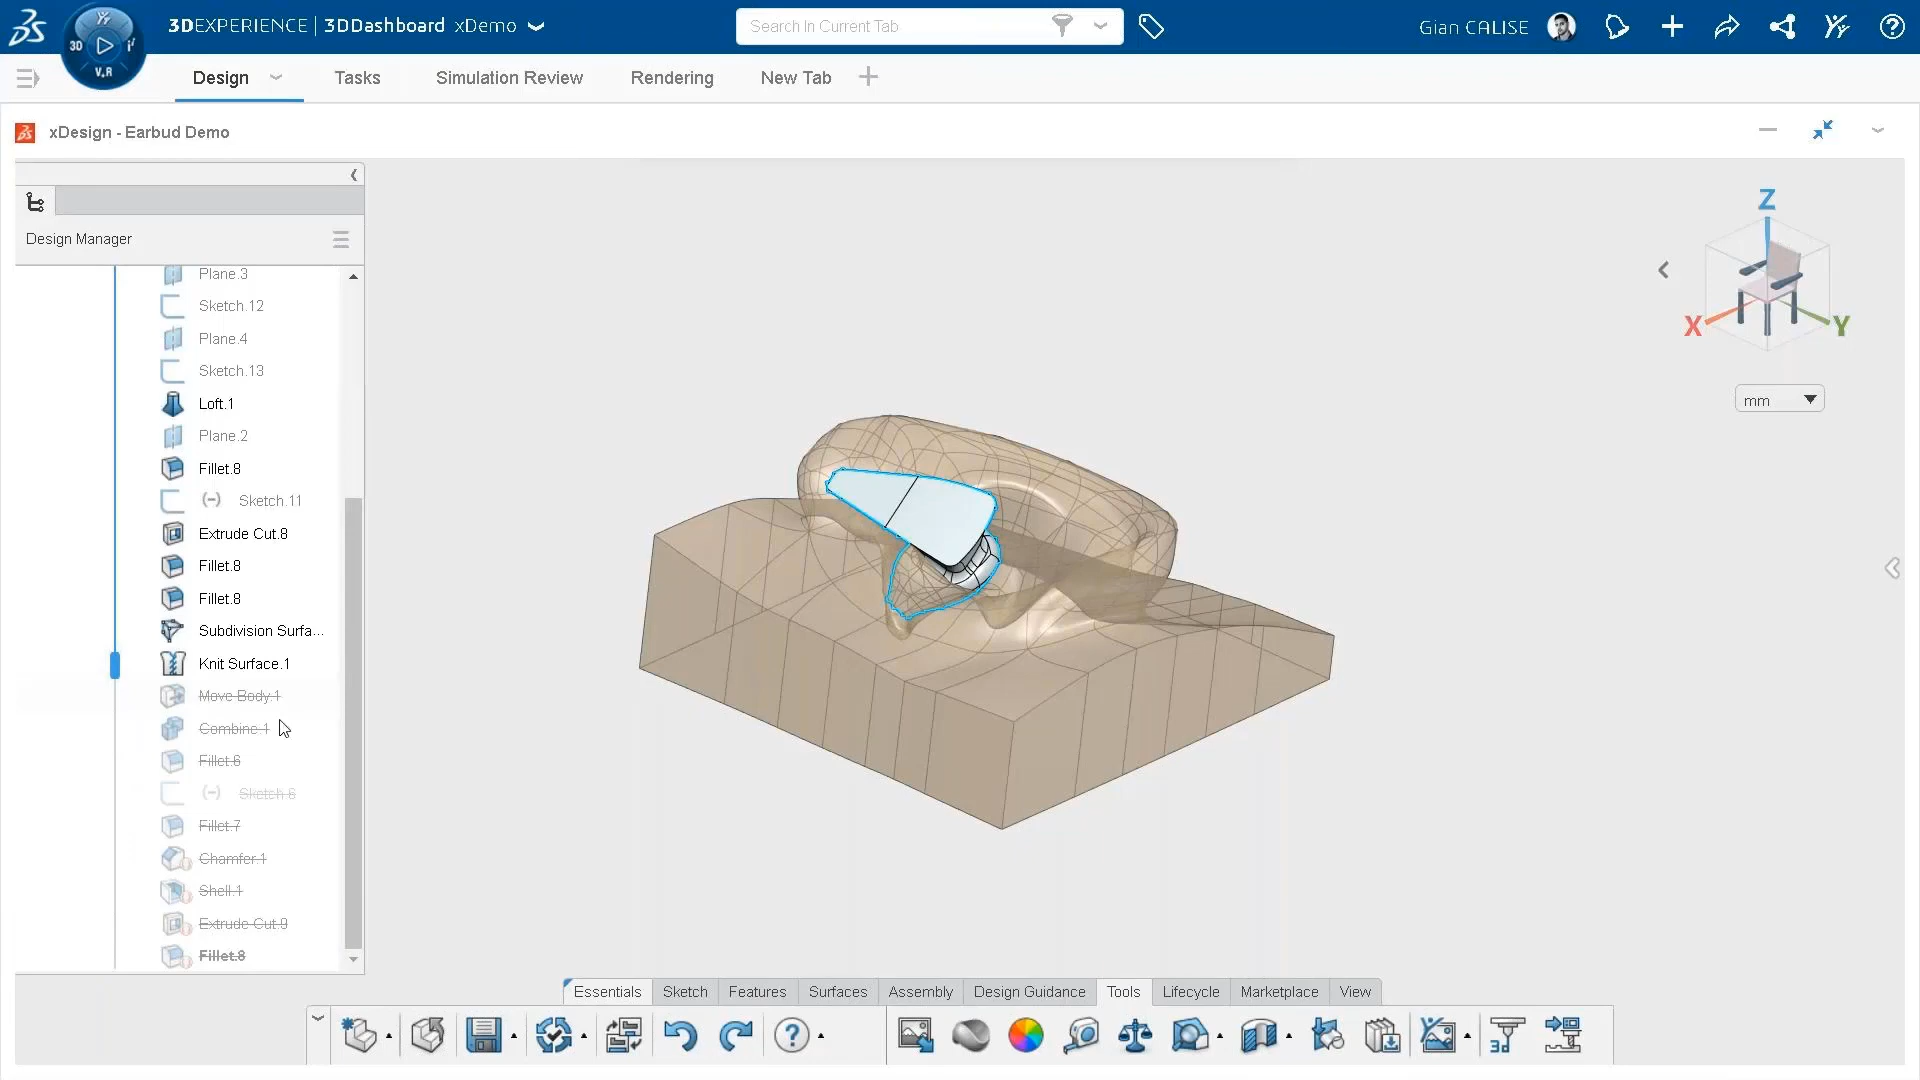 3DEXPERIENCE | 3DDashboard xDemo
Search In Current Tab
Gian CALISE
3D
V.R
Design
Tasks
Simulation Review
Rendering
New Tab
xDesign - Earbud Demo
Design Manager
Plane.3
Sketch.12
Plane.4
Sketch.13
Loft.1
Plane.2
Fillet.8
(-) Sketch.11
Extrude Cut.8
Fillet.8
Fillet.8
Subdivision Surfa...
Knit Surface.1
Move Body.1
Combine.1
Fillet.6
(-) Sketch.8
Fillet.7
Chamfer.1
Shell.1
Extrude Cut.9
Fillet.8
Z
X
Y
mm
Essentials
Sketch
Features
Surfaces
Assembly
Design Guidance
Tools
Lifecycle
Marketplace
View
3d